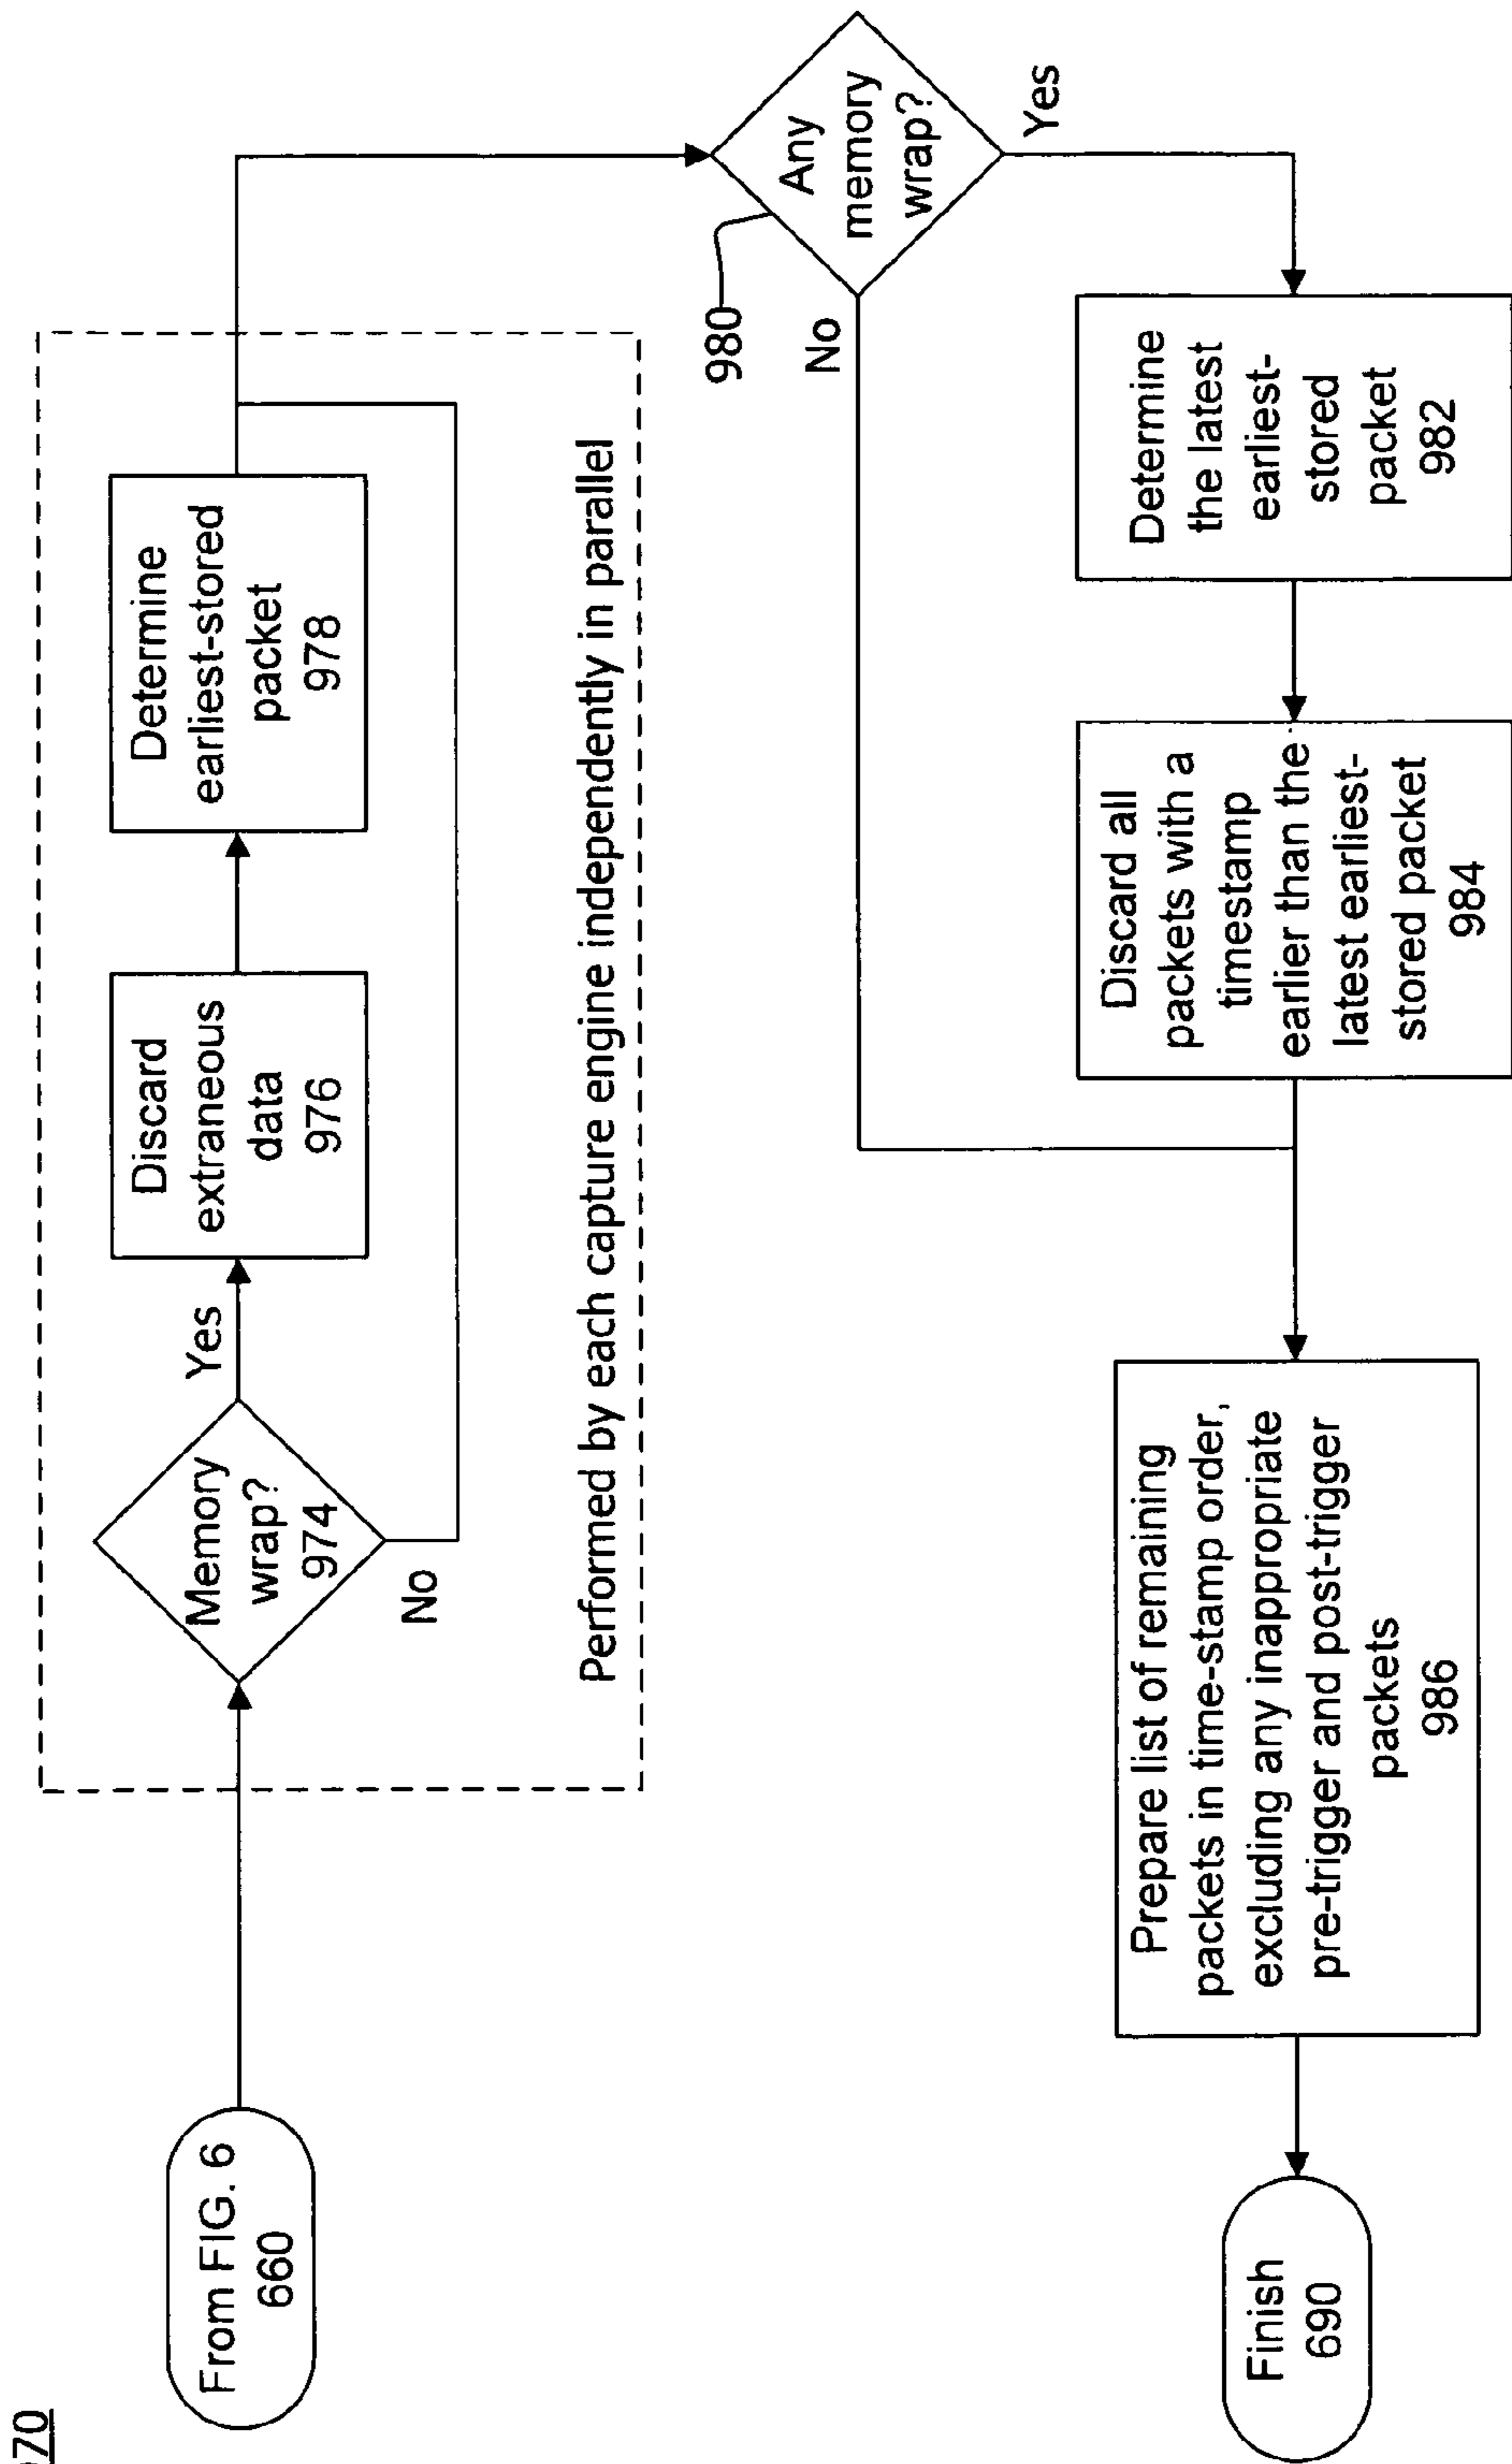 970
From FIG. 6
660
Memory
wrap?
974
Yes
No
Discard
extraneous
data
976
Determine
earliest-stored
packet
978
Performed by each capture engine independently in parallel
980
Any
memory
wrap?
No
Yes
Determine
the latest
earliest-
stored
packet
982
Discard all
packets with a
timestamp
earlier than the
latest earliest-
stored packet
984
Prepare list of remaining
packets in time-stamp order,
excluding any inappropriate
pre-trigger and post-trigger
packets
986
Finish
690